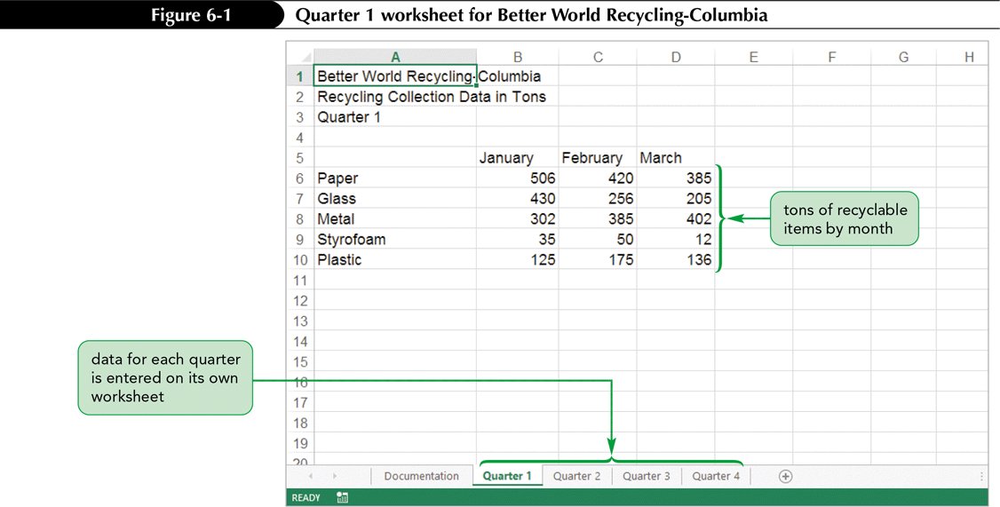 Figure 6-1 Quarter 1 worksheet for Better World Recycling-Columbia
A B C D E F G H
1 Better World Recycling-Columbia
2 Recycling Collection Data in Tons
3 Quarter 1
4
5 January February March
6 Paper 506 420 385
7 Glass 430 256 205
8 Metal 302 385 402
9 Styrofoam 35 50 12
10 Plastic 125 175 136
tons of recyclable
items by month
11
12
13
14
15
16
17
18
19
20
data for each quarter
is entered on its own
worksheet
Documentation Quarter 1 Quarter 2 Quarter 3 Quarter 4
READY